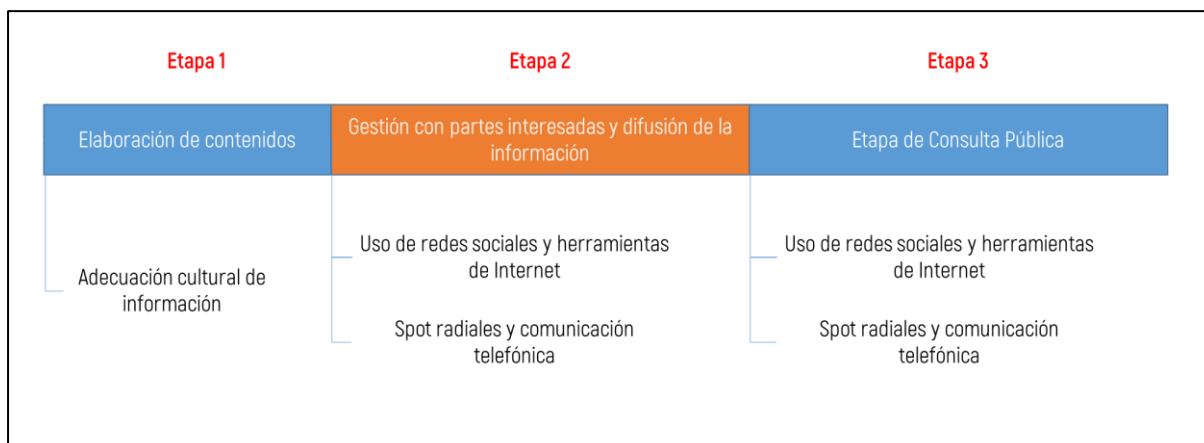 Etapa 1
Etapa 2
Etapa 3
Elaboración de contenidos
Gestión con partes interesadas y difusión de la
información
Etapa de Consulta Pública
Adecuación cultural de
información
Uso de redes sociales y herramientas
de Internet
Spot radiales y comunicación
telefónica
Uso de redes sociales y herramientas
de Internet
Spot radiales y comunicación
telefónica